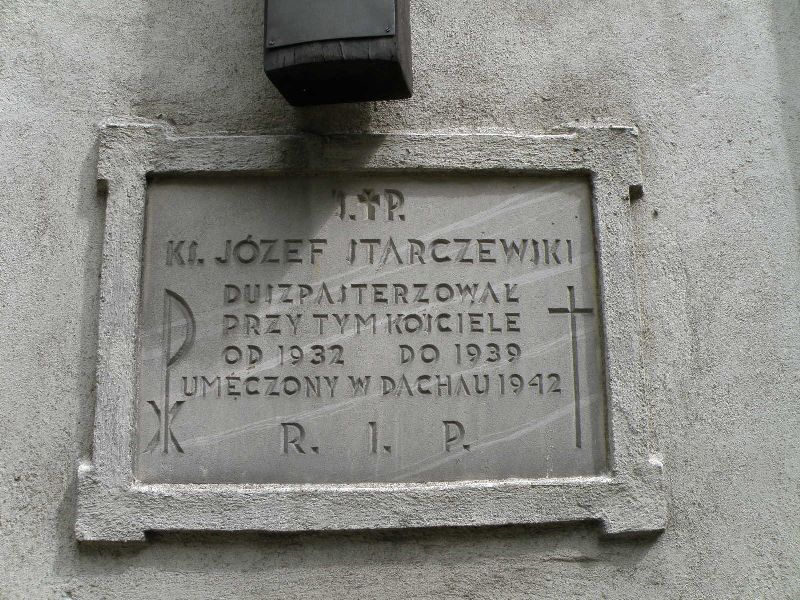 Ś.✝P.
KS. JÓZEF STARCZEWSKI
DUSZPASTERZOWAŁ
PRZY TYM KOŚCIELE
OD 1932 DO 1939
UMĘCZONY W DACHAU 1942
R. I. P.